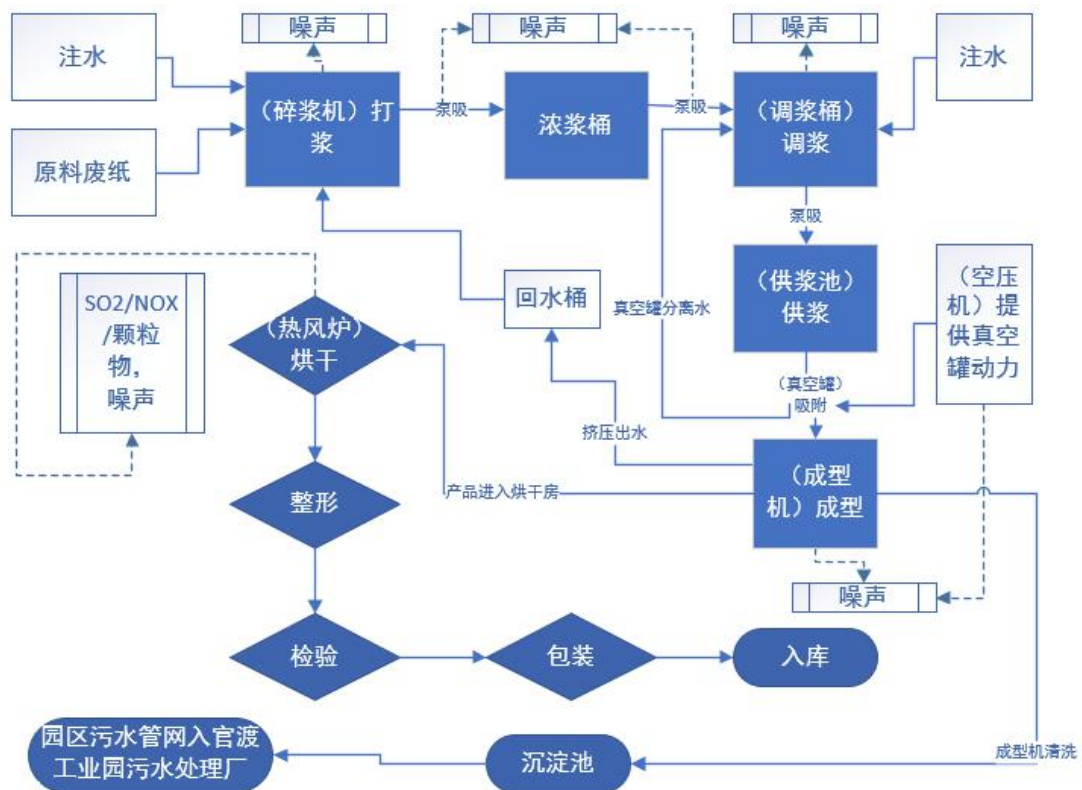 噪声
噪声
噪声
注水
（碎浆机）打
浆
泵吸
浓浆桶
泵吸
（调浆桶）
调浆
注水
原料废纸
泵吸
SO2/NOX
/颗粒
物，
噪声
（热风炉）
烘干
回水桶
真空罐分离水
（供浆池）
供浆
（空压
机）提
供真空
罐动力
（真空罐）
吸附
挤压出水
整形
产品进入烘干房
（成型
机）成型
噪声
检验
包装
入库
园区污水管网入官渡
工业园污水处理厂
沉淀池
成型机清洗